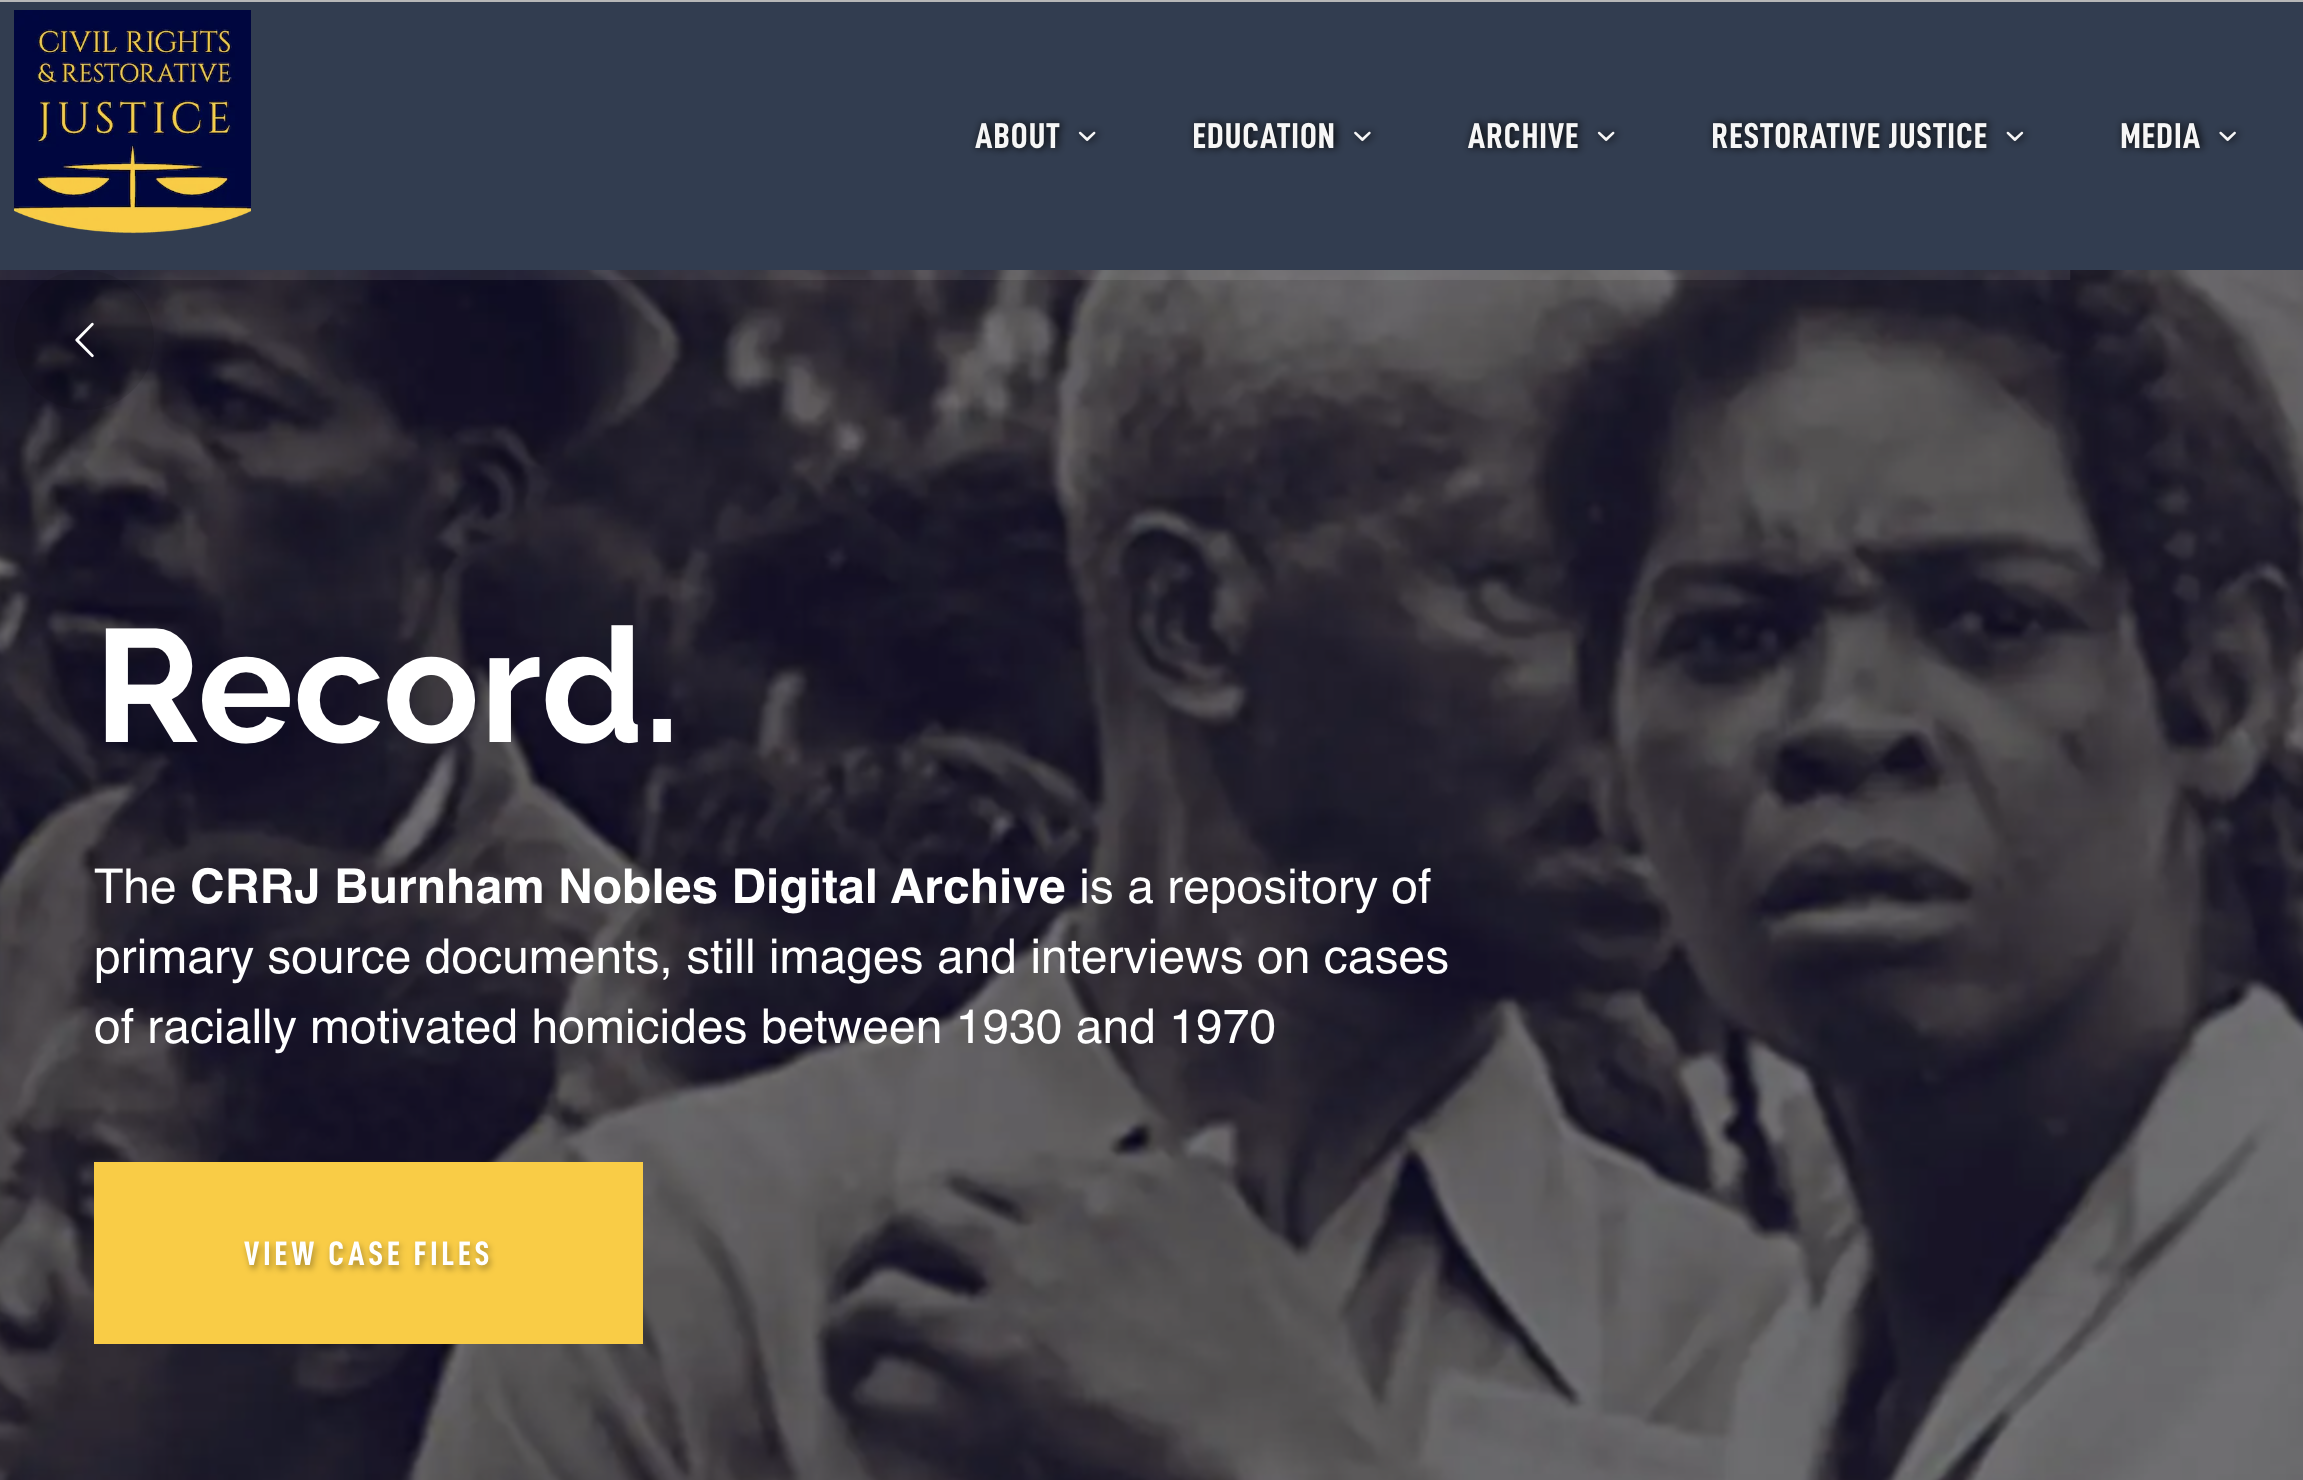 CIVIL RIGHTS
& RESTORATIVE
JUSTICE
ABOUT EDUCATION ARCHIVE RESTORATIVE JUSTICE MEDIA
Record.
The CRRJ Burnham Nobles Digital Archive is a repository of
primary source documents, still images and interviews on cases
of racially motivated homicides between 1930 and 1970
VIEW CASE FILES